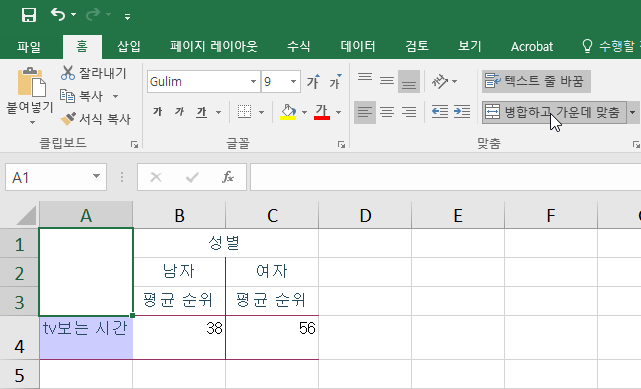 파일 홈 삽입 페이지 레이아웃 수식 데이터 검토 보기 Acrobat 수행할
붙여넣기 잘라내기 Gulim 9 가 가 텍스트 줄 바꿈
복사 가 가 가 가 병합하고 가운데 맞춤
서식 복사
클립보드 글꼴 맞춤
A1 fx
A B C D E F
1 성별
2 남자 여자
3 평균 순위 평균 순위
4 tv보는 시간 38 56
5